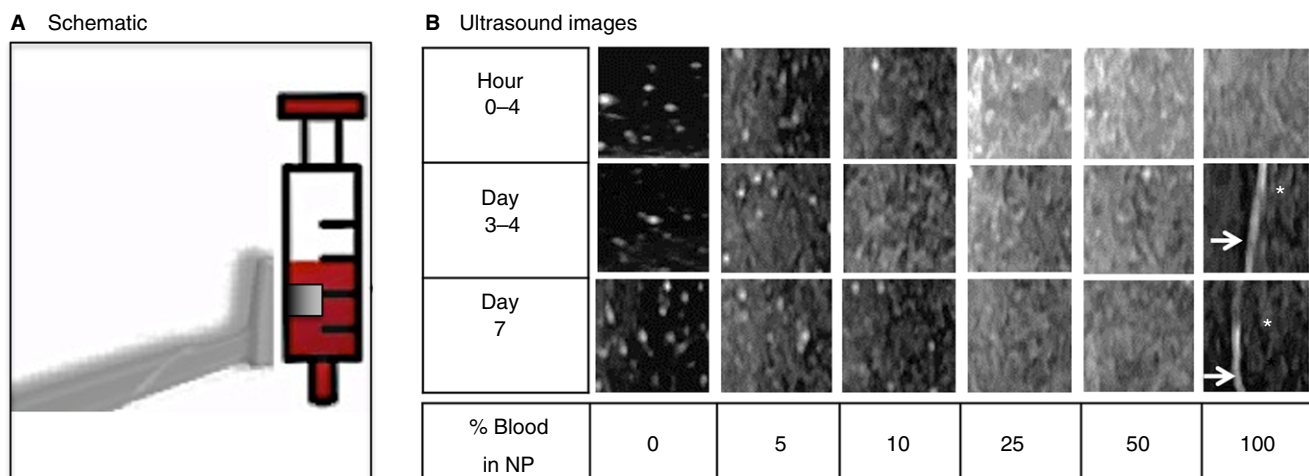 A Schematic
B Ultrasound images
Hour
0–4
Day
3–4
*
Day
7
*
% Blood
in NP
0 5 10 25 50 100